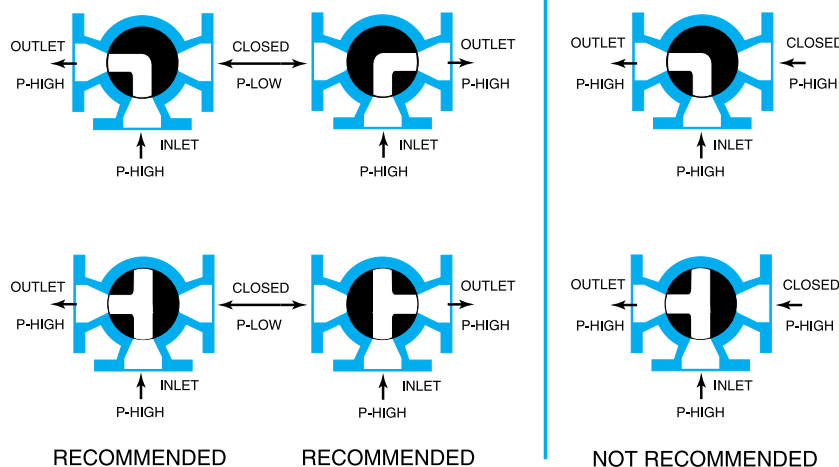 OUTLET CLOSED OUTLET OUTLET CLOSED
P-HIGH P-LOW P-HIGH P-HIGH P-HIGH
INLET INLET INLET
P-HIGH P-HIGH P-HIGH
OUTLET CLOSED OUTLET OUTLET CLOSED
P-HIGH P-LOW P-HIGH P-HIGH P-HIGH
INLET INLET INLET
P-HIGH P-HIGH P-HIGH
RECOMMENDED RECOMMENDED NOT RECOMMENDED